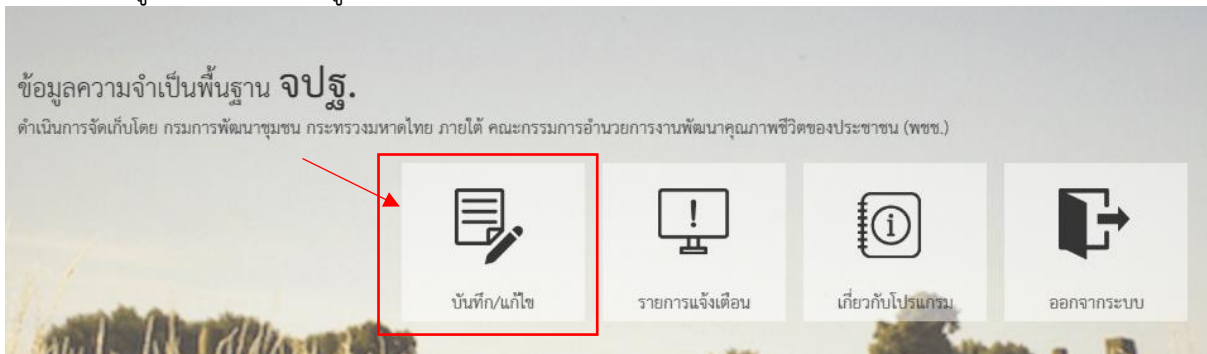 ข้อมูลความจำเป็นพื้นฐาน จปฐ.
ดำเนินการจัดเก็บโดย กรมการพัฒนาชุมชน กระทรวงมหาดไทย ภายใต้ คณะกรรมการอำนวยการงานพัฒนาคุณภาพชีวิตของประชาชน (พชช.)
บันทึก/แก้ไข
รายการแจ้งเตือน
เกี่ยวกับโปรแกรม
ออกจากระบบ